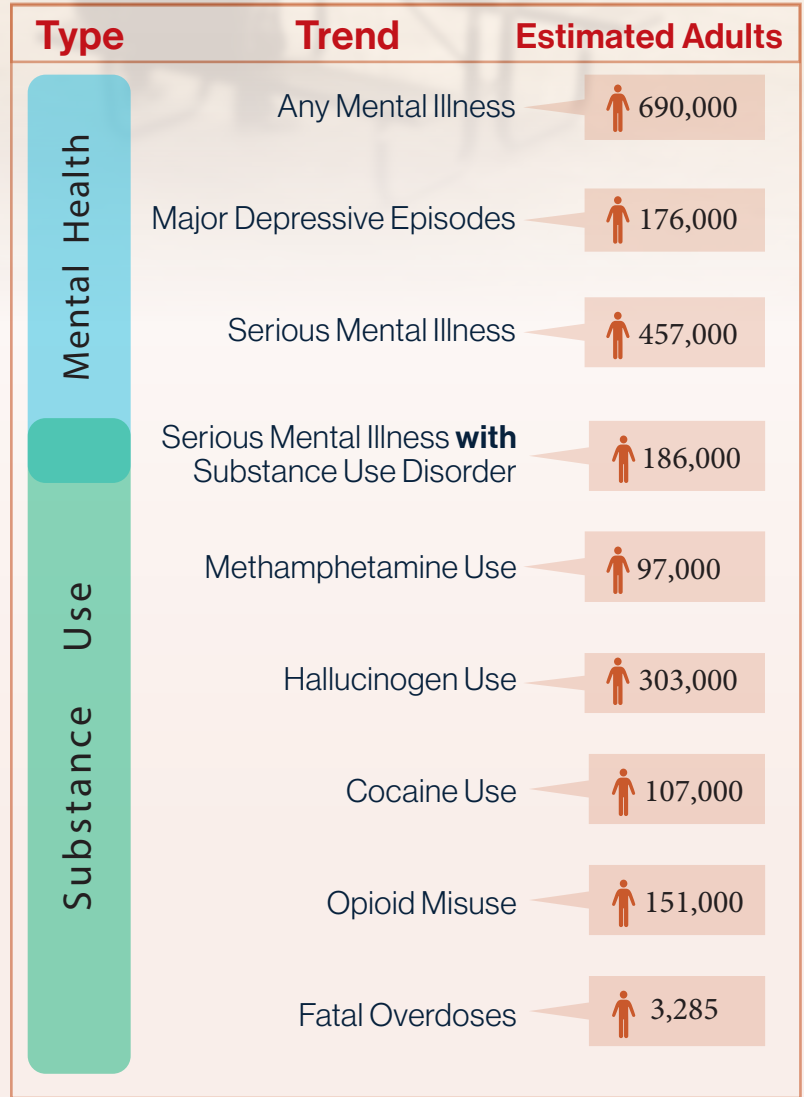 Type Trend Estimated Adults
Mental Health
Any Mental Illness 690,000
Major Depressive Episodes 176,000
Serious Mental Illness 457,000
Serious Mental Illness with
Substance Use Disorder
186,000
Substance Use
Methamphetamine Use 97,000
Hallucinogen Use 303,000
Cocaine Use 107,000
Opioid Misuse 151,000
Fatal Overdoses 3,285